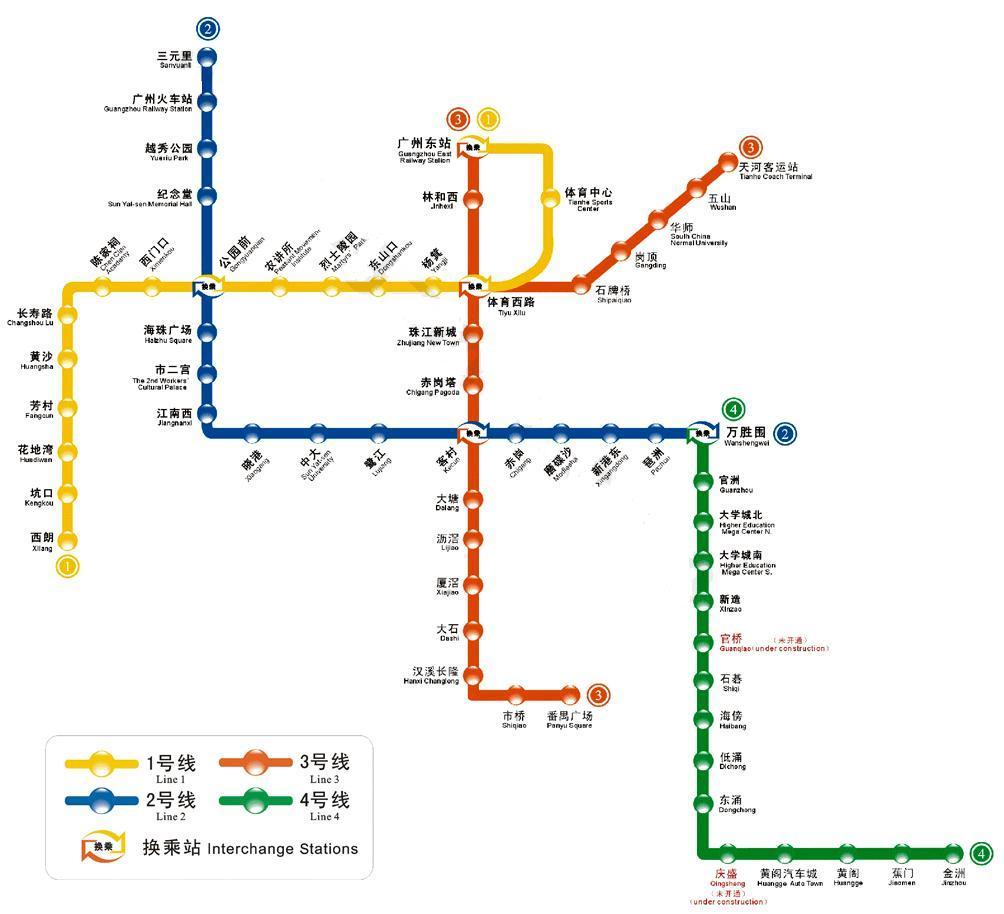 2
三元里
Sanyuanli
广州火车站
Guangzhou Railway Station
越秀公园
Yuexiu Park
纪念堂
Sun Yat-sen Memorial Hall
3
1
广州东站
Guangzhou East
Railway Station
林和西
体育中心
Tianhe Sports
Center
3
天河客运站
Tianhe Coach Terminal
五山
Wushan
华师
South China
Normal University
岗顶
Gangding
石牌桥
Shipaiqiao
陈家祠
Chen Clan
Academy
西门口
Ximenkou
公园前
Gongyuanqian
农讲所
Peasant Movement
Institute
烈士陵园
Martyrs' Park
东山口
Dongshankou
杨箕
Yangji
体育西路
Tiyu Xilu
换乘
换乘
换乘
换乘
换乘
长寿路
Changshou Lu
黄沙
Huangsha
芳村
Fangcun
花地湾
Huadiwan
坑口
Kengkou
西朗
Xilang
1
海珠广场
Haizhu Square
市二宫
The 2nd Workers'
Cultural Palace
江南西
Jiangnanxi
珠江新城
Zhujiang New Town
赤岗塔
Chigang Pagoda
晓港
Xiaogang
中大
Sun Yat-sen
University
鹭江
Lujiang
客村
Kecun
赤岗
Chigang
磨碟沙
Modiesha
新港东
Xingangdong
琶洲
Pazhou
4
万胜围
Wanshengwei
2
大塘
Datang
沥滘
Lijiao
厦滘
Xiajiao
大石
Dashi
汉溪长隆
Hanxi Changlong
市桥
Shiqiao
番禺广场
Panyu Square
3
官洲
Guanzhou
大学城北
Higher Education
Mega Center N.
大学城南
Higher Education
Mega Center S.
新造
Xinzao
官桥 （未开通）
Guanqiao(under construction)
石碁
Shiqi
海傍
Haibang
低涌
Dichong
东涌
Dongchong
庆盛
Qingsheng
（未开通）
(under construction)
黄阁汽车城
Huangge Auto Town
黄阁
Huangge
蕉门
Jiaomen
金洲
Jinzhou
4
1号线
Line 1
3号线
Line 3
2号线
Line 2
4号线
Line 4
换乘
换乘站 Interchange Stations